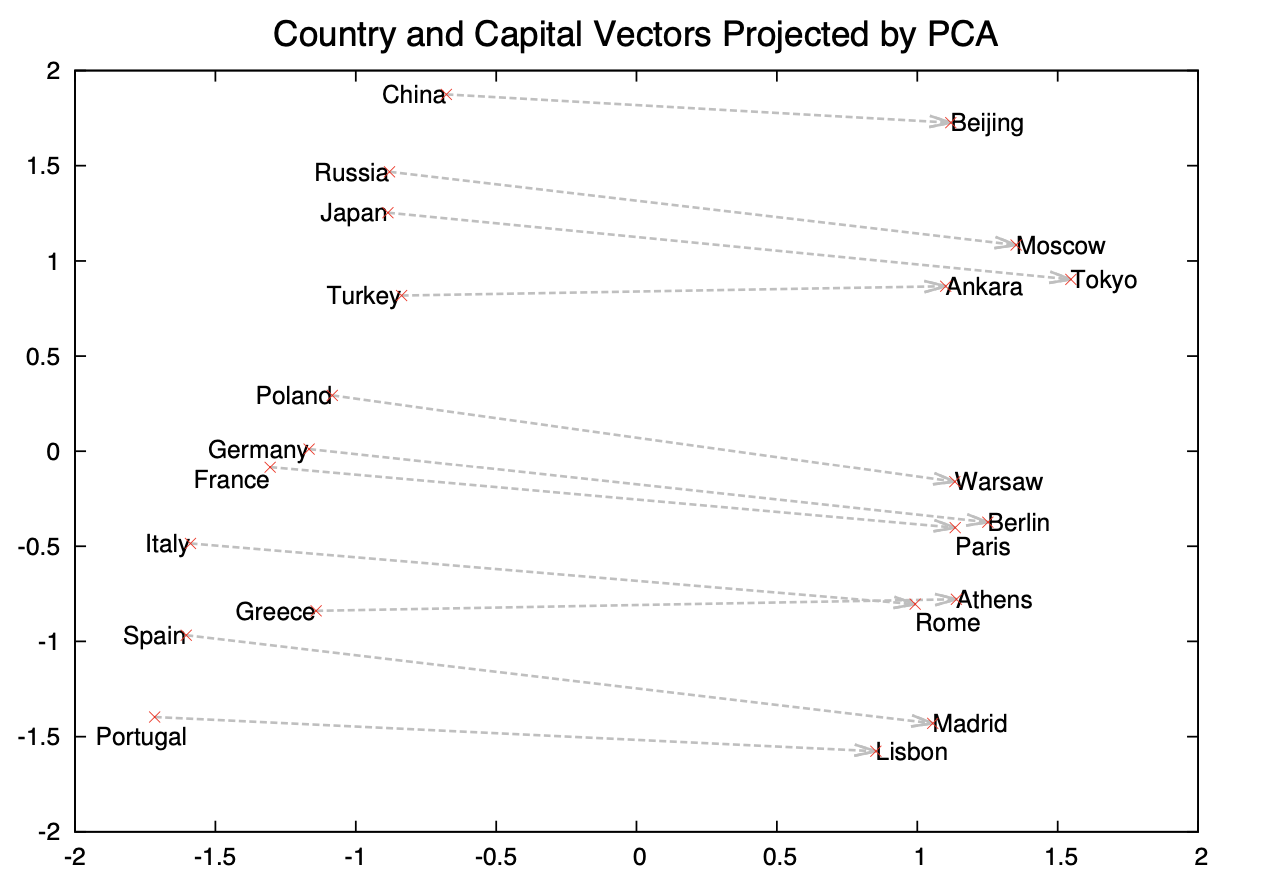 Country and Capital Vectors Projected by PCA
2
China
Beijing
1.5
Russia
Japan
Moscow
1
Tokyo
Turkey
Ankara
0.5
Poland
Germany
0
France
Warsaw
Berlin
-0.5
Italy
Paris
Athens
Greece
Rome
-1
Spain
Madrid
-1.5
Portugal
Lisbon
-2
-2 -1.5 -1 -0.5 0 0.5 1 1.5 2